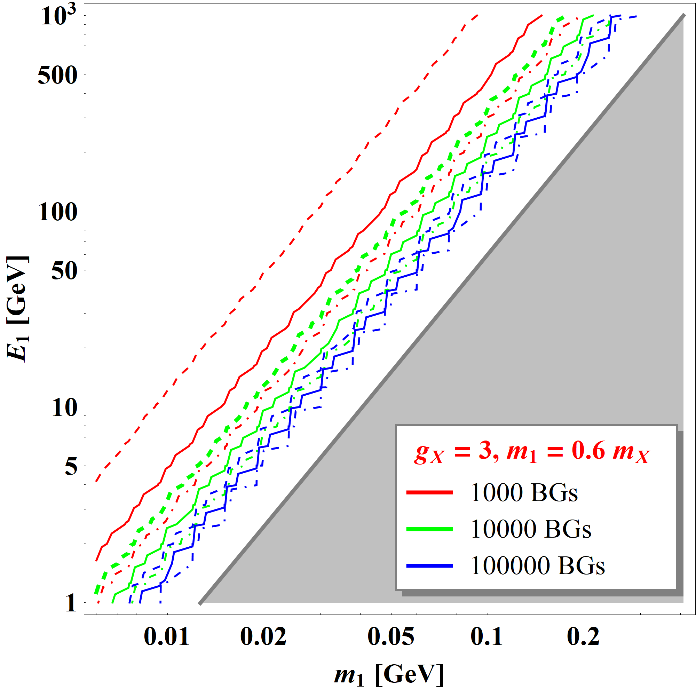 10³
500
100
50
10
5
1
E₁ [GeV]
0.01 0.02 0.05 0.1 0.2
m₁ [GeV]
g_X = 3, m₁ = 0.6 m_X
1000 BGs
10000 BGs
100000 BGs